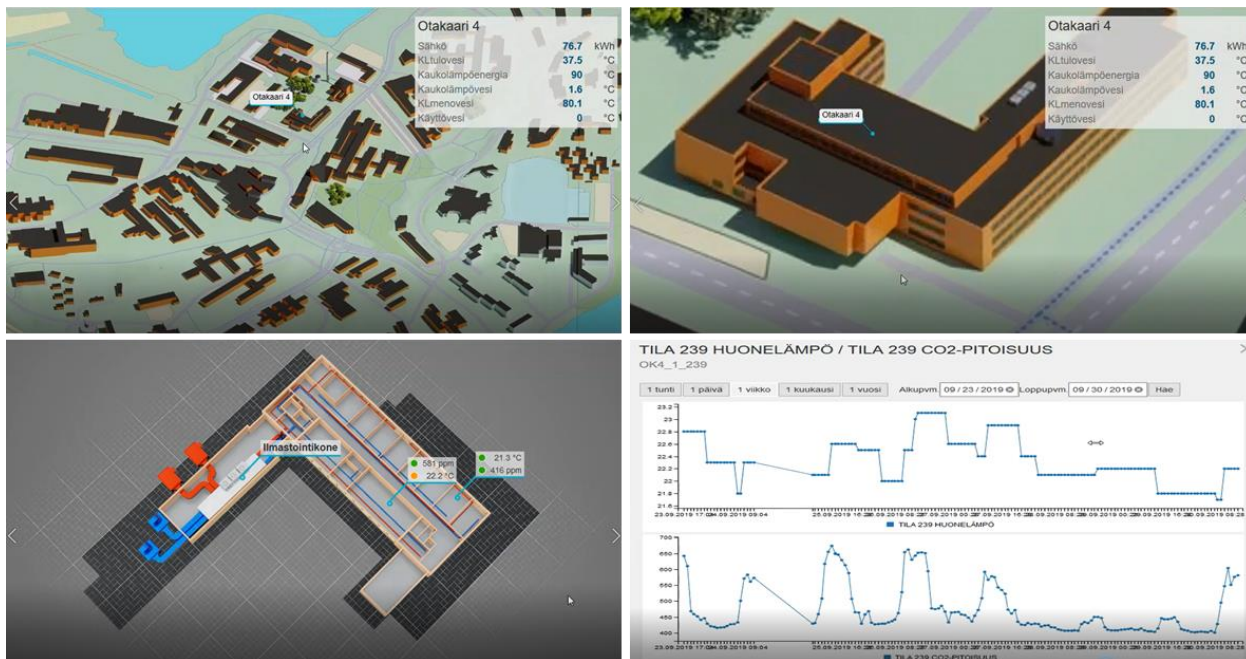 Otakaari 4
Sähkö 76.7 kWh
KLtulovesi 37.5 °C
Kaukolämpöenergia 90 °C
Kaukolämpövesi 1.6 °C
KLmenovesi 80.1 °C
Käyttövesi 0 °C
Otakaari 4
Otakaari 4
Sähkö 76.7 kWh
KLtulovesi 37.5 °C
Kaukolämpöenergia 90 °C
Kaukolämpövesi 1.6 °C
KLmenovesi 80.1 °C
Käyttövesi 0 °C
Otakaari 4
Ilmastointikone
581 ppm
22.2 °C
21.3 °C
416 ppm
TILA 239 HUONELÄMPÖ / TILA 239 CO2-PITOISUUS
OK4_1_239
1 tunti 1 päivä 1 viikko 1 kuukausi 1 vuosi Alkupvm. 09/23/2019 Loppupvm. 09/30/2019 Hae
23.2
23
22.8
22.6
22.4
22.2
22
21.8
21.6
TILA 239 HUONELÄMPÖ
700
650
600
550
500
450
400
TILA 239 CO2-PITOISUUS